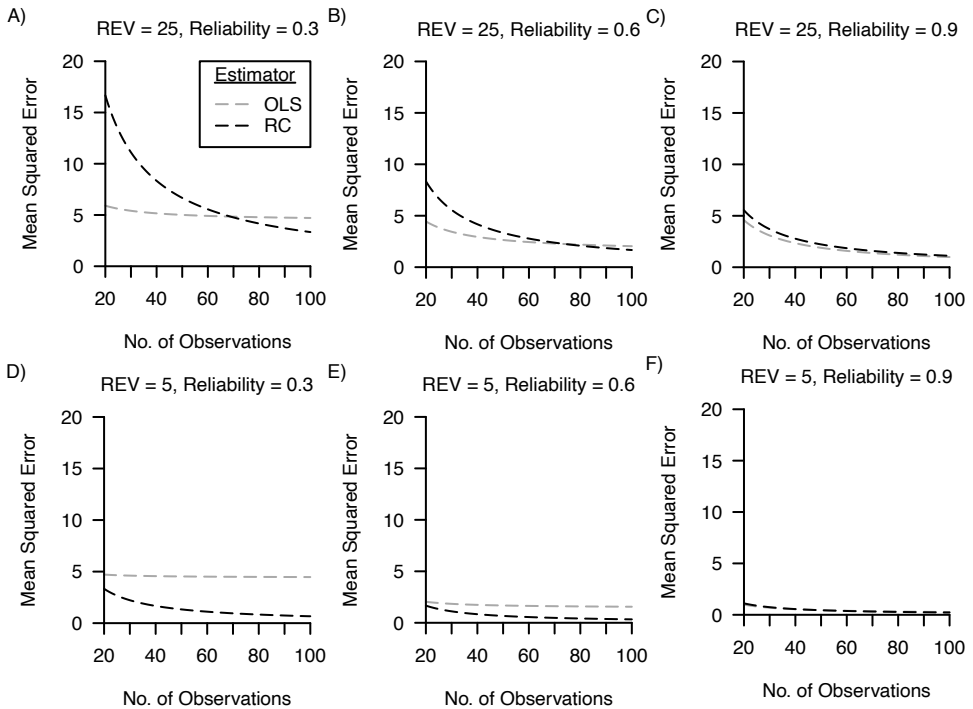 A)
REV = 25, Reliability = 0.3
Mean Squared Error
20
15
10
5
0
Estimator
OLS
RC
20 40 60 80 100
No. of Observations
B)
REV = 25, Reliability = 0.6
Mean Squared Error
20
15
10
5
0
20 40 60 80 100
No. of Observations
C)
REV = 25, Reliability = 0.9
Mean Squared Error
20
15
10
5
0
20 40 60 80 100
No. of Observations
D)
REV = 5, Reliability = 0.3
Mean Squared Error
20
15
10
5
0
20 40 60 80 100
No. of Observations
E)
REV = 5, Reliability = 0.6
Mean Squared Error
20
15
10
5
0
20 40 60 80 100
No. of Observations
F)
REV = 5, Reliability = 0.9
Mean Squared Error
20
15
10
5
0
20 40 60 80 100
No. of Observations